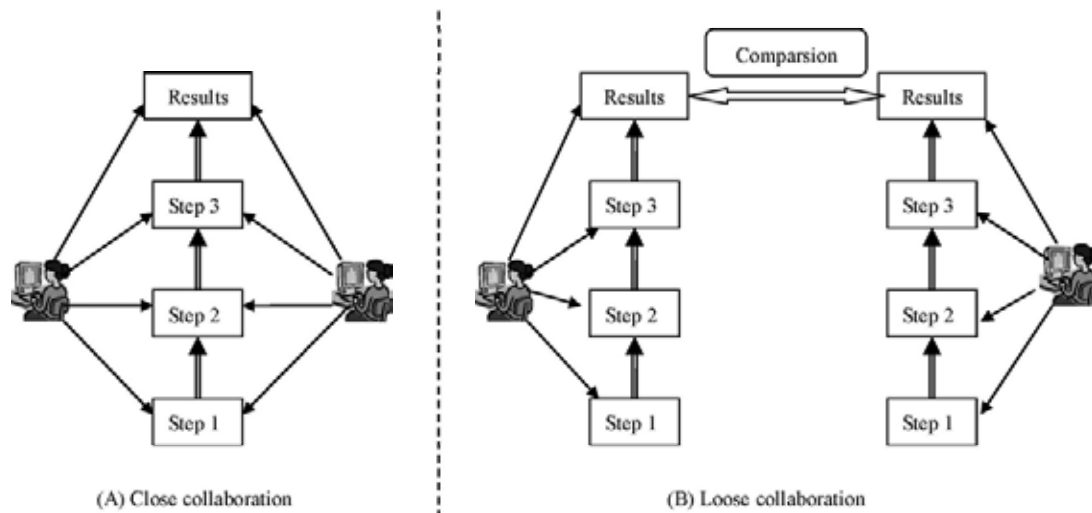 Results
Step 3
Step 2
Step 1
(A) Close collaboration
Comparsion
Results
Results
Step 3
Step 3
Step 2
Step 2
Step 1
Step 1
(B) Loose collaboration